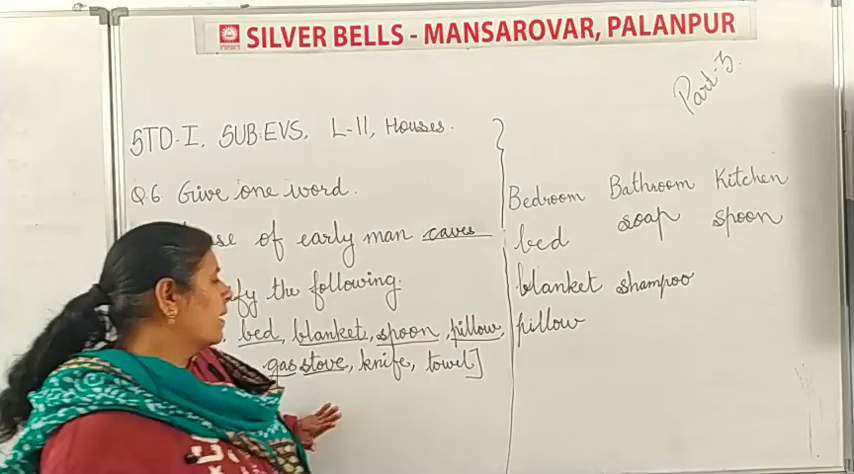 SILVER BELLS - MANSAROVAR, PALANPUR
Part-3.
STD-I. SUB.EVS. L-11, Houses.
Q.6. Give one word.
of early man caves
the following.
bed, blanket, spoon, pillow,
gas stove, knife, towel]
Bedroom Bathroom Kitchen
bed soap spoon
blanket shampoo
pillow